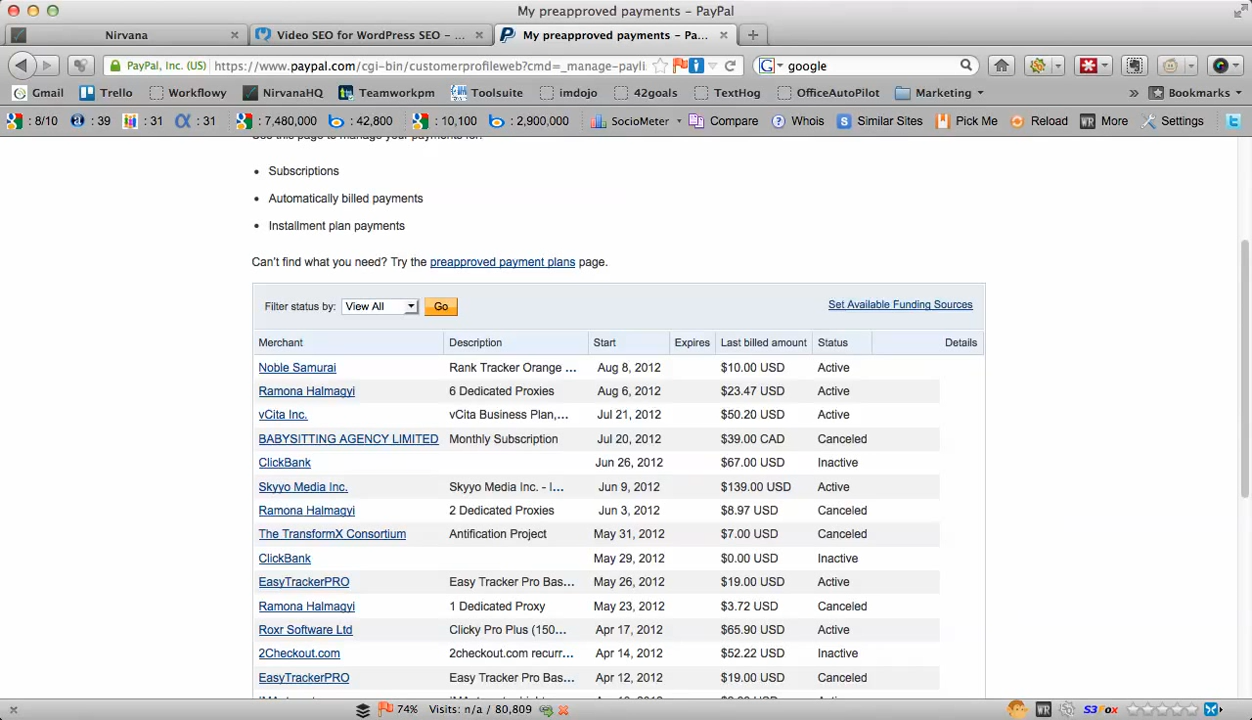 My preapproved payments - PayPal
Nirvana
Video SEO for WordPress SEO - ...
My preapproved payments - Pa...
PayPal, Inc. (US)
https://www.paypal.com/cgi-bin/customerprofileweb?cmd=_manage-payli
google
Gmail
Trello
Workflowy
NirvanaHQ
Teamworkpm
Toolsuite
imdojo
42goals
TextHog
OfficeAutoPilot
Marketing
»
Bookmarks
: 8/10
: 39
: 31
: 31
: 7,480,000
: 42,800
: 10,100
: 2,900,000
SocioMeter
Compare
Whois
Similar Sites
Pick Me
Reload
More
Settings
Use this page to manage your payments for:
• Subscriptions
• Automatically billed payments
• Installment plan payments
Can't find what you need? Try the preapproved payment plans page.
Filter status by: View All Go Set Available Funding Sources
Merchant Description Start Expires Last billed amount Status Details
Noble Samurai Rank Tracker Orange ... Aug 8, 2012 $10.00 USD Active
Ramona Halmagyi 6 Dedicated Proxies Aug 6, 2012 $23.47 USD Active
vCita Inc. vCita Business Plan,... Jul 21, 2012 $50.20 USD Active
BABYSITTING AGENCY LIMITED Monthly Subscription Jul 20, 2012 $39.00 CAD Canceled
ClickBank Jun 26, 2012 $67.00 USD Inactive
Skyyo Media Inc. Skyyo Media Inc. - I... Jun 9, 2012 $139.00 USD Active
Ramona Halmagyi 2 Dedicated Proxies Jun 3, 2012 $8.97 USD Canceled
The TransformX Consortium Antification Project May 31, 2012 $7.00 USD Canceled
ClickBank May 29, 2012 $0.00 USD Inactive
EasyTrackerPRO Easy Tracker Pro Bas... May 26, 2012 $19.00 USD Active
Ramona Halmagyi 1 Dedicated Proxy May 23, 2012 $3.72 USD Canceled
Roxr Software Ltd Clicky Pro Plus (150... Apr 17, 2012 $65.90 USD Active
2Checkout.com 2checkout.com recurr... Apr 14, 2012 $52.22 USD Inactive
EasyTrackerPRO Easy Tracker Pro Bas... Apr 12, 2012 $19.00 USD Canceled
74% Visits: n/a / 80,809
WR
S3Fox